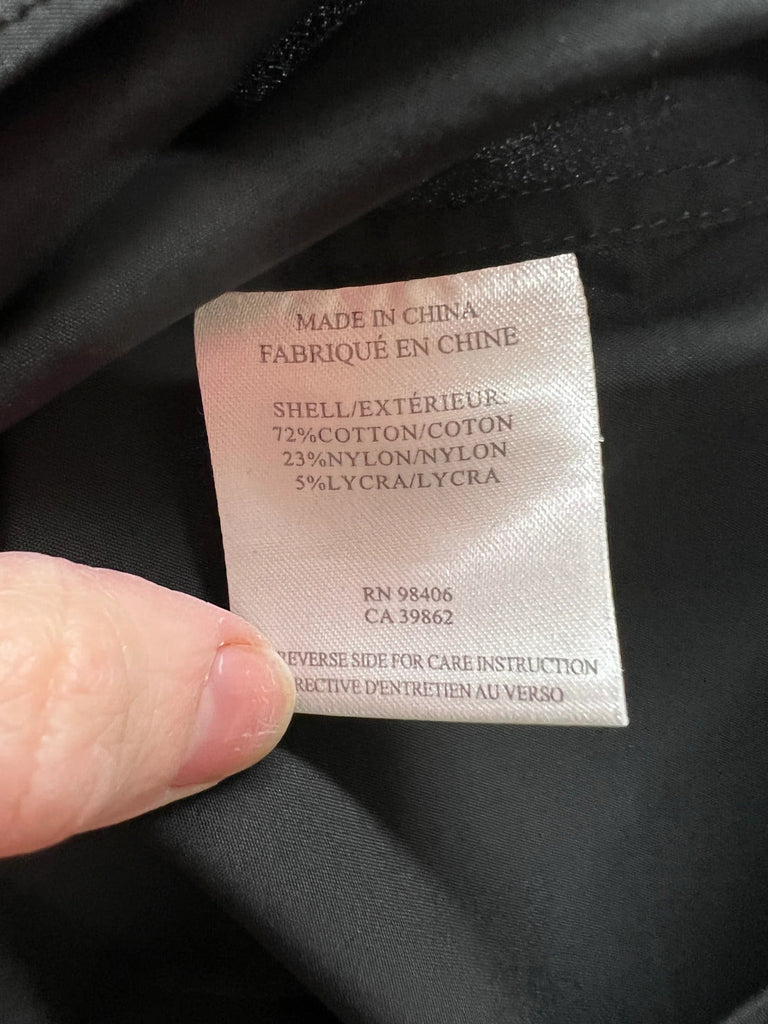 MADE IN CHINA
FABRIQUÉ EN CHINE
SHELL/EXTÉRIEUR:
72%COTTON/COTON
23%NYLON/NYLON
5%LYCRA/LYCRA
RN 98406
CA 39862
REVERSE SIDE FOR CARE INSTRUCTION
D'ENTRETIEN AU VERSO